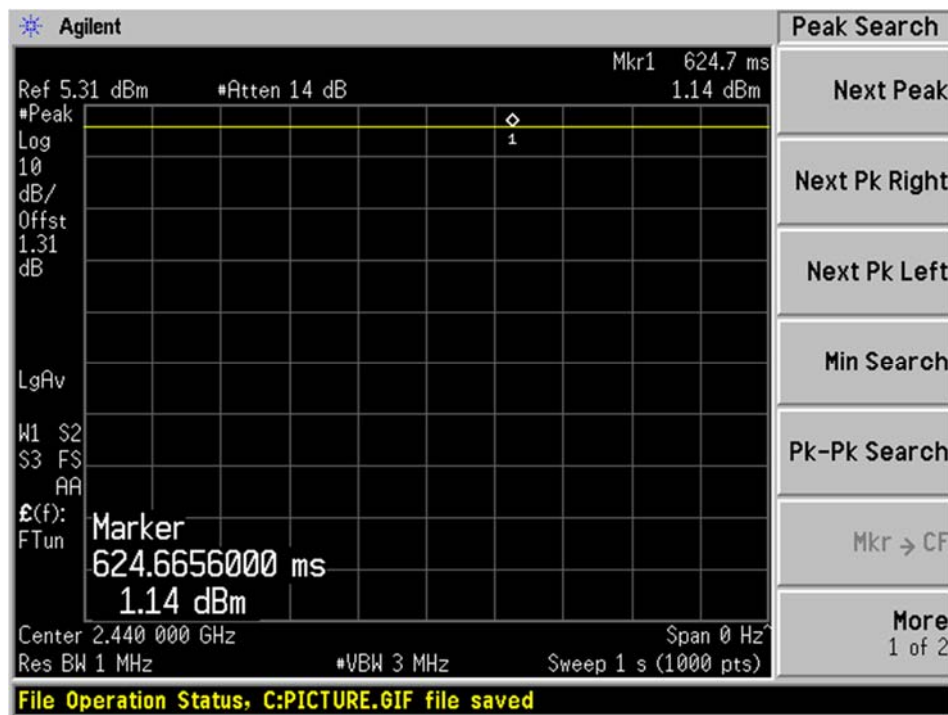 Agilent
Peak Search
Mkr1 624.7 ms
Ref 5.31 dBm #Atten 14 dB 1.14 dBm
#Peak
Log
10
dB/
Offst
1.31
dB
1
LgAv
W1 S2
S3 FS
AA
£(f):
FTun
Marker
624.6656000 ms
1.14 dBm
Center 2.440 000 GHz Span 0 Hz^
Res BW 1 MHz #VBW 3 MHz Sweep 1 s (1000 pts)
File Operation Status, C:PICTURE.GIF file saved
Next Peak
Next Pk Right
Next Pk Left
Min Search
Pk-Pk Search
Mkr → CF
More
1 of 2